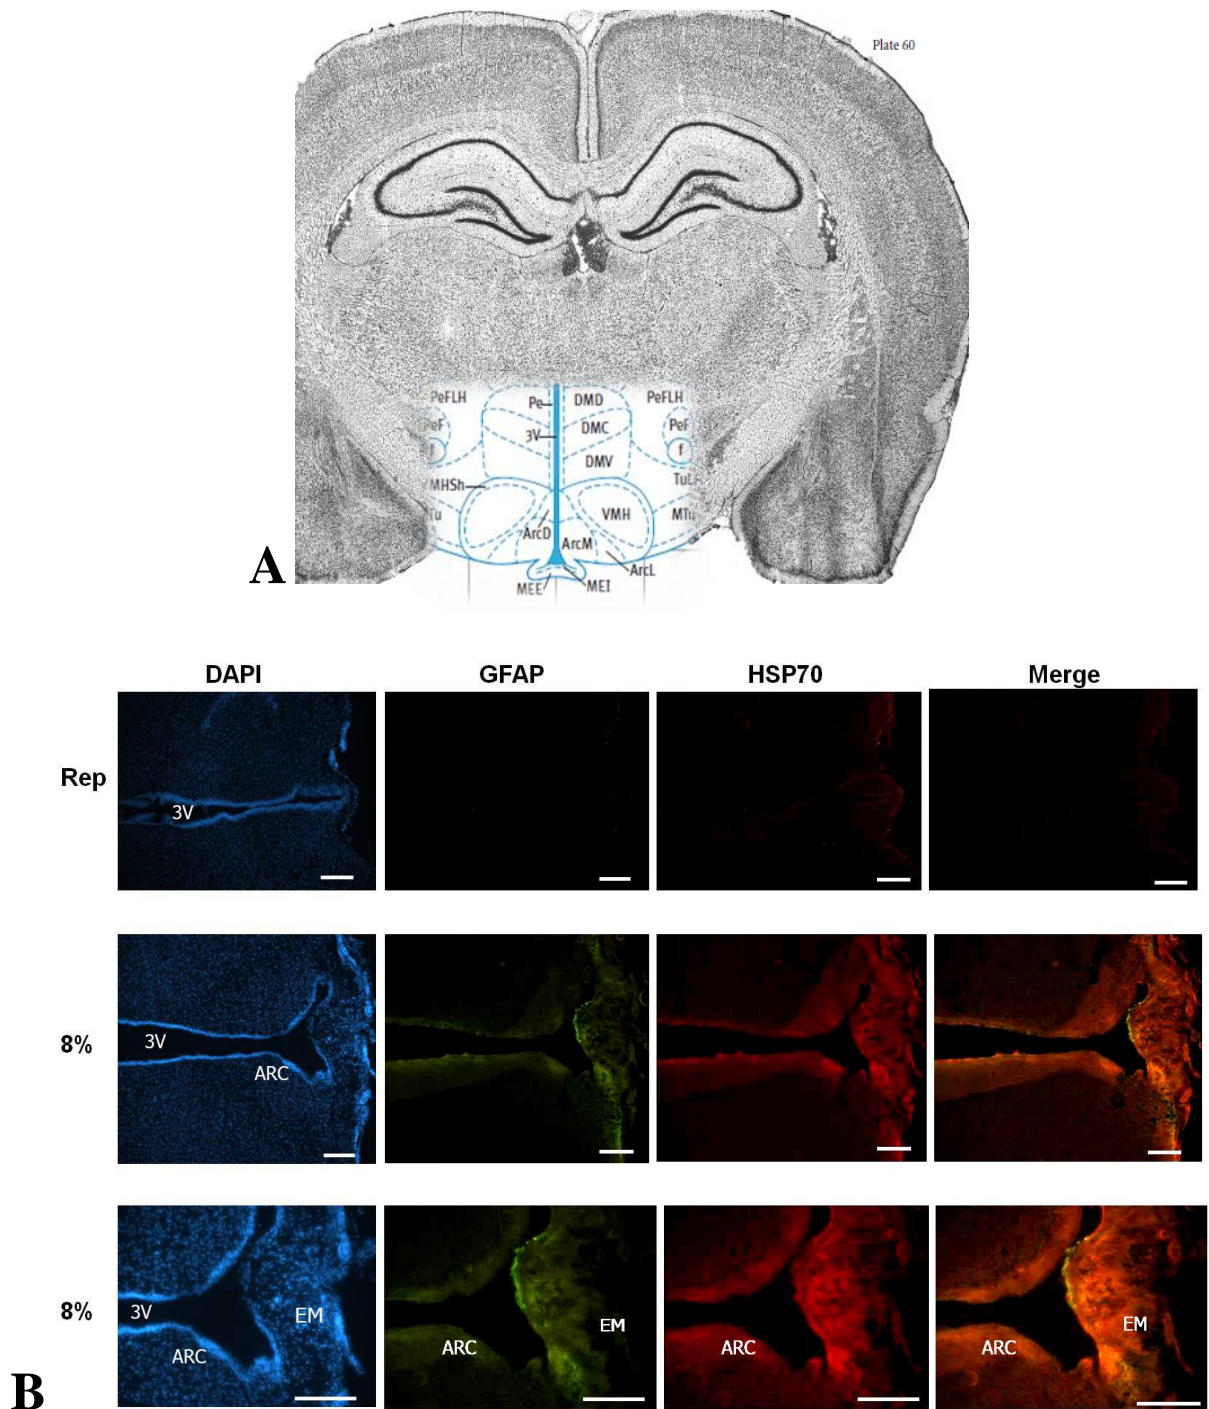 Plate 60
PeFLH
Pe
DMD
PeFLH
PeF
DMC
PeF
3V
f
f
DMV
MHSh
TuL
Tu
VMH
MTu
ArcD
ArcM
ArcL
MEE
MEI
A
DAPI
GFAP
HSP70
Merge
Rep
3V
8%
3V
ARC
8%
3V
EM
ARC
ARC
EM
ARC
ARC
EM
B